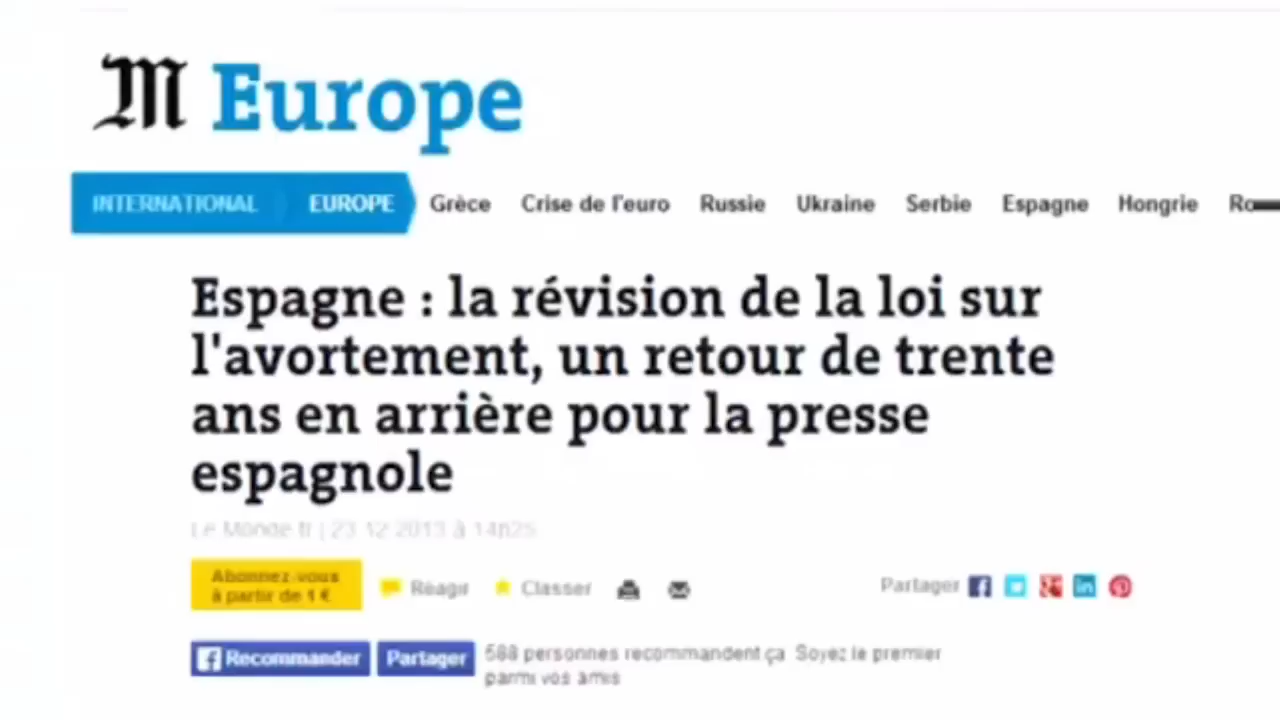 M Europe
INTERNATIONAL EUROPE Grèce Crise de l'euro Russie Ukraine Serbie Espagne Hongrie
Espagne : la révision de la loi sur
l'avortement, un retour de trente
ans en arrière pour la presse
espagnole
Le Monde.fr | 23.12.2013 à 14h25
Abonnez-vous
à partir de 1 €
Réagir Classer Partager
Recommander Partager 588 personnes recommandent ça. Soyez le premier
parmi vos amis.